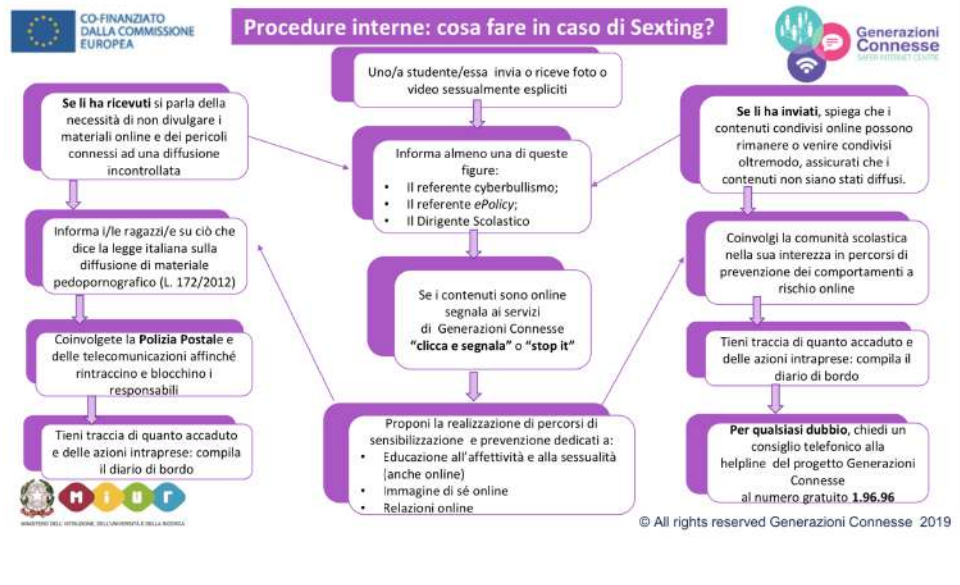 CO-FINANZIATO
DALLA COMMISSIONE
EUROPEA
Procedure interne: cosa fare in caso di Sexting?
Generazioni
Connesse
SAFER INTERNET CENTRE
Uno/a studente/essa invia o riceve foto o
video sessualmente espliciti
Se li ha ricevuti si parla della
necessità di non divulgare i
materiali online e dei pericoli
connessi ad una diffusione
incontrollata
Informa i/le ragazzi/e su ciò che
dice la legge italiana sulla
diffusione di materiale
pedopornografico (L. 172/2012)
Coinvolgete la Polizia Postale e
delle telecomunicazioni affinché
rintraccino e blocchino i
responsabili
Tieni traccia di quanto accaduto
e delle azioni intraprese: compila
il diario di bordo
Informa almeno una di queste
figure:
• Il referente cyberbullismo;
• Il referente ePolicy;
• Il Dirigente Scolastico
Se i contenuti sono online
segnala ai servizi
di Generazioni Connesse
“clicca e segnala” o “stop it”
Proponi la realizzazione di percorsi di
sensibilizzazione e prevenzione dedicati a:
• Educazione all’affettività e alla sessualità
(anche online)
• Immagine di sé online
• Relazioni online
Se li ha inviati, spiega che i
contenuti condivisi online possono
rimanere o venire condivisi
oltremodo, assicurati che i
contenuti non siano stati diffusi.
Coinvolgi la comunità scolastica
nella sua interezza in percorsi di
prevenzione dei comportamenti a
rischio online
Tieni traccia di quanto accaduto e
delle azioni intraprese: compila il
diario di bordo
Per qualsiasi dubbio, chiedi un
consiglio telefonico alla
helpline del progetto Generazioni
Connesse
al numero gratuito 1.96.96
miur
MINISTERO DELL'ISTRUZIONE, DELL'UNIVERSITÀ E DELLA RICERCA
© All rights reserved Generazioni Connesse 2019